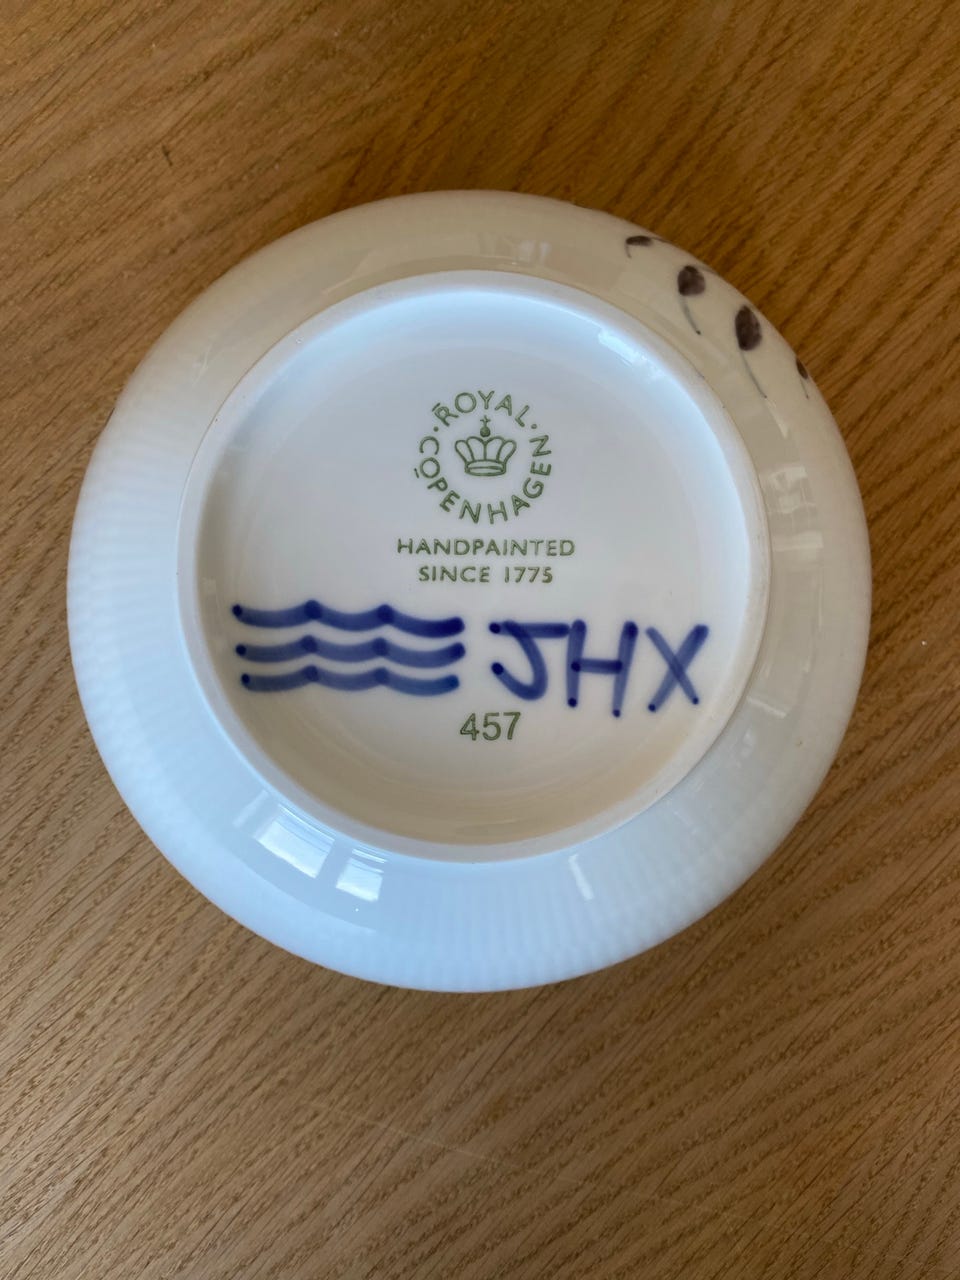 ROYAL · COPENHAGEN ·
HANDPAINTED
SINCE 1775
JHX
457